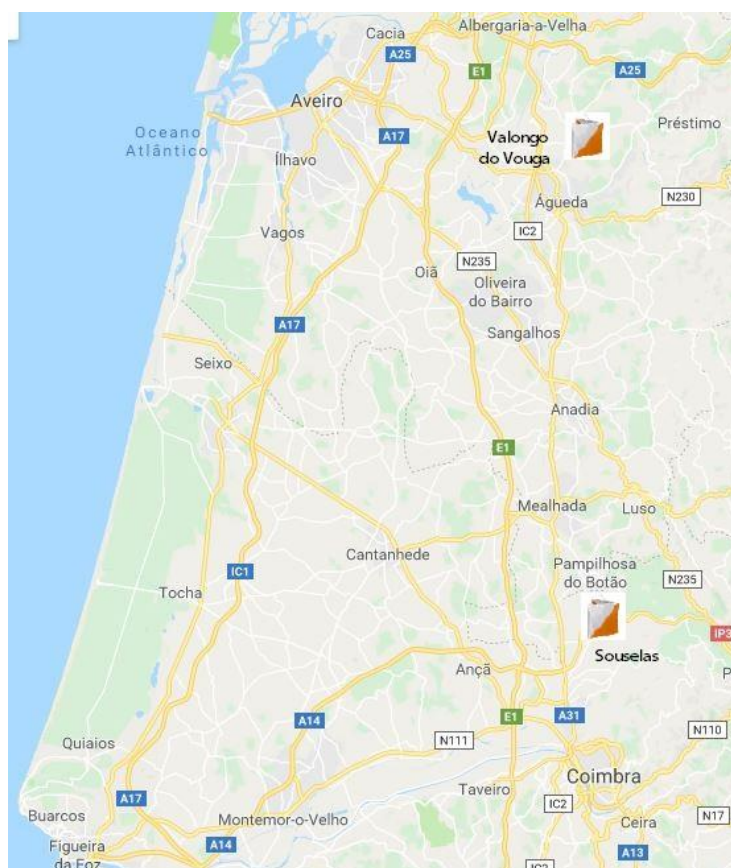 Cacia
Albergaria-a-Velha
A25
E1
A25
Aveiro
Oceano
Atlântico
A17
Valongo
do Vouga
Préstimo
Ílhavo
N230
Águeda
Vagos
IC2
N235
Oiã
Oliveira
do Bairro
A17
Sangalhos
Seixo
Anadia
E1
Mealhada
Luso
Cantanhede
Pampilhosa
do Botão
IC1
N235
Tocha
IP3
Souselas
Ançã
P
A14
E1
A31
N111
N110
Quiaios
Coimbra
Taveiro
A17
IC2
Buarcos
Montemor-o-Velho
N17
Ceira
Figueira
da Foz
A14
A13
IC2